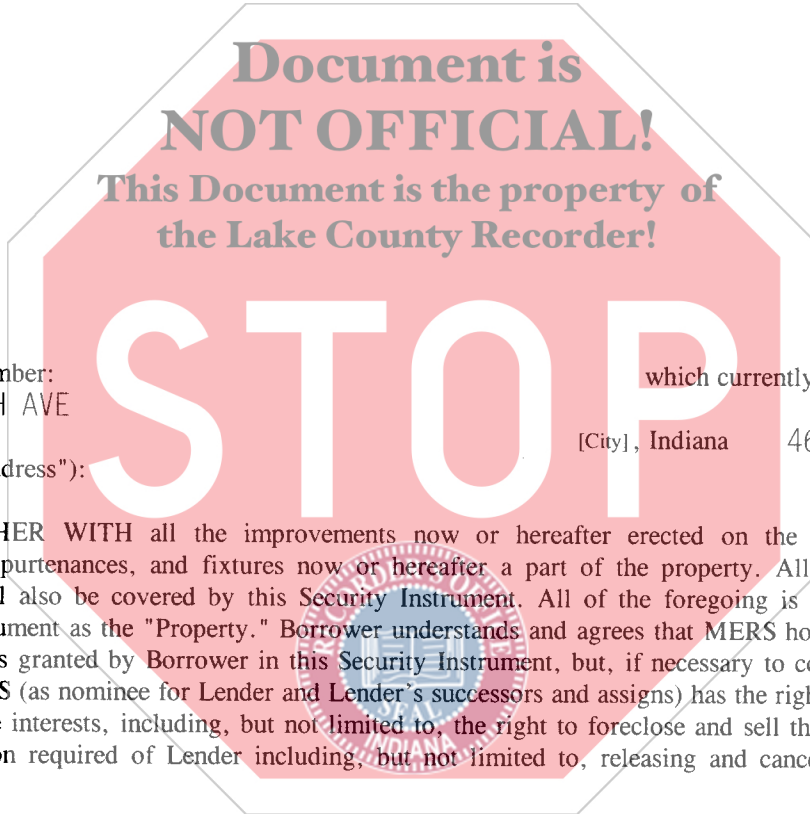 Document is
NOT OFFICIAL!
This Document is the property of
the Lake County Recorder!
STOP
mber: which currently
H AVE
[City], Indiana 46
dress"):
HER WITH all the improvements now or hereafter erected on the
purtenances, and fixtures now or hereafter a part of the property. All
l also be covered by this Security Instrument. All of the foregoing is
ument as the "Property." Borrower understands and agrees that MERS ho
s granted by Borrower in this Security Instrument, but, if necessary to co
S (as nominee for Lender and Lender's successors and assigns) has the righ
e interests, including, but not limited to, the right to foreclose and sell th
on required of Lender including, but not limited to, releasing and cance
SEAL
INDIANA